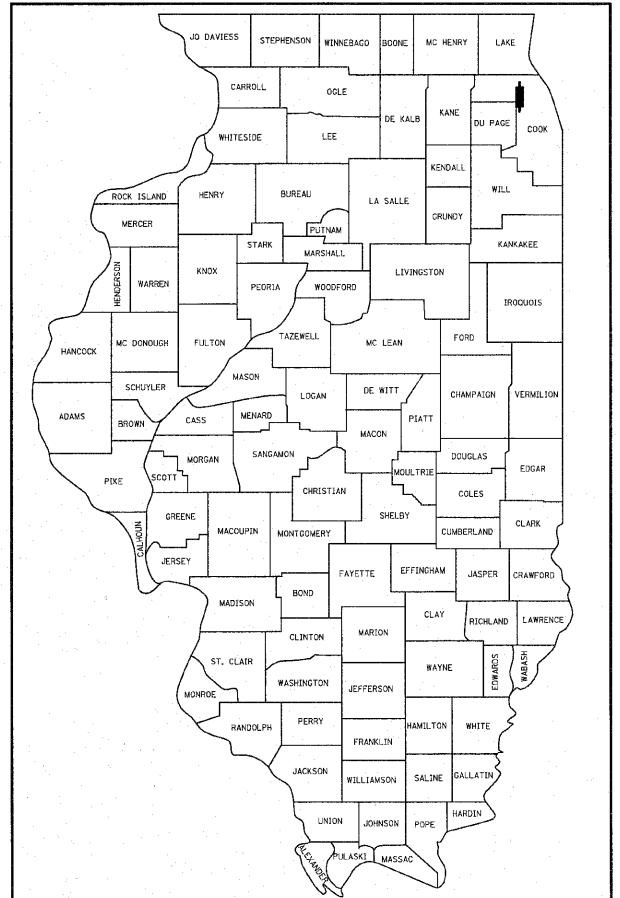 JO DAVIESS
STEPHENSON
WINNEBAGO
BOONE
MC HENRY
LAKE
CARROLL
OGLE
DE KALB
KANE
DU PAGE
COOK
WHITESIDE
LEE
KENDALL
WILL
ROCK ISLAND
HENRY
BUREAU
LA SALLE
GRUNDY
MERCER
PUTNAM
STARK
MARSHALL
KANKAKEE
HENDERSON
WARREN
KNOX
PEORIA
WOODFORD
LIVINGSTON
IROQUOIS
HANCOCK
MC DONOUGH
FULTON
TAZEWELL
MC LEAN
FORD
MASON
SCHUYLER
LOGAN
DE WITT
CHAMPAIGN
VERMILION
ADAMS
BROWN
CASS
MENARD
PIATT
MACON
MORGAN
SANGAMON
DOUGLAS
EDGAR
PIXE
SCOTT
MOULTRIE
CHRISTIAN
COLES
GREENE
SHELBY
CLARK
CALHOUN
MACOUPIN
MONTGOMERY
CUMBERLAND
JERSEY
FAYETTE
EFFINGHAM
JASPER
CRAWFORD
MADISON
BOND
CLAY
RICHLAND
LAWRENCE
CLINTON
MARION
ST. CLAIR
WAYNE
EDWARDS
WABASH
WASHINGTON
JEFFERSON
MONROE
RANDOLPH
PERRY
HAMILTON
WHITE
FRANKLIN
JACKSON
WILLIAMSON
SALINE
GALLATIN
UNION
JOHNSON
POPE
HARDIN
ALEXANDER
PULASKI
MASSAC